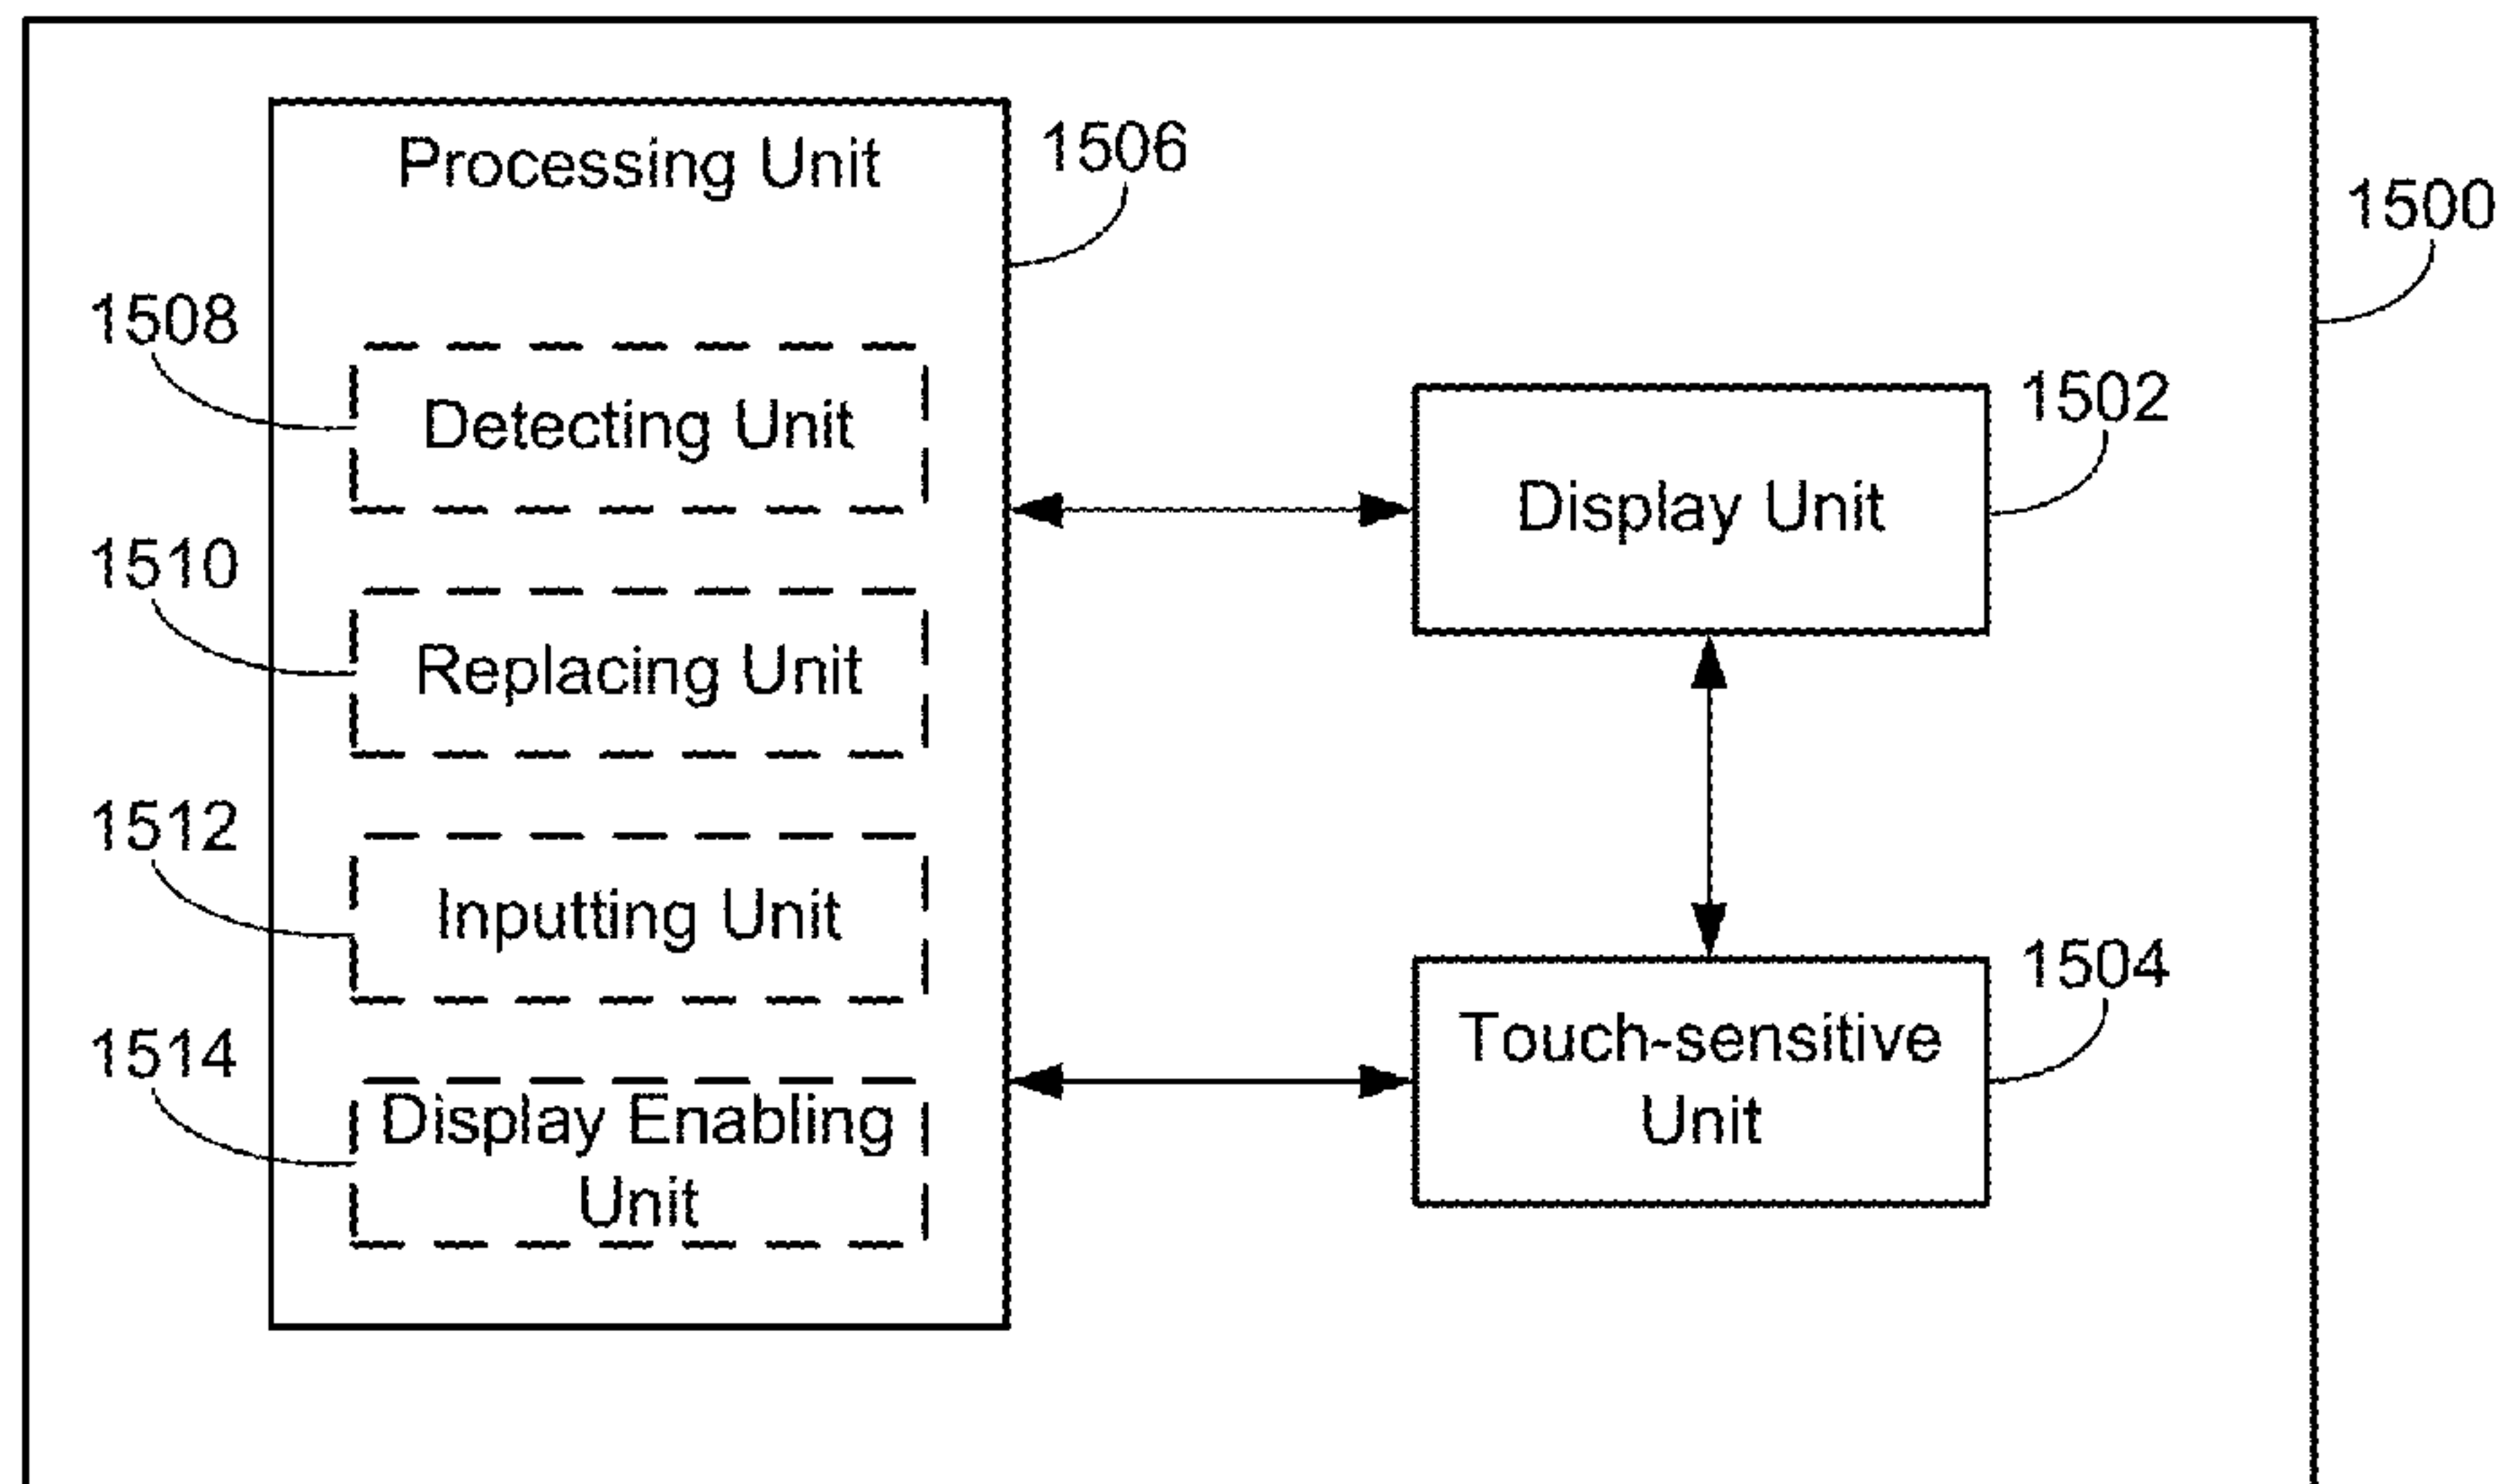 Processing Unit
1506
1500
1508
Detecting Unit
1502
Display Unit
1510
Replacing Unit
1512
Inputting Unit
1504
Touch-sensitive
Unit
1514
Display Enabling
Unit